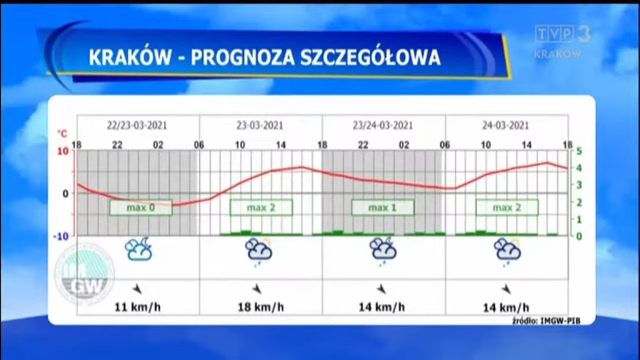 TVP 3
KRAKÓW
KRAKÓW - PROGNOZA SZCZEGÓŁOWA
22/23-03-2021 23-03-2021 23/24-03-2021 24-03-2021
°C 18 22 02 06 10 14 18 22 02 06 10 14 18
10 5
4
3
0 2
max 0 max 2 max 1 max 2 1
-10 0
IM
GW
11 km/h 18 km/h 14 km/h 14 km/h
źródło: IMGW-PIB